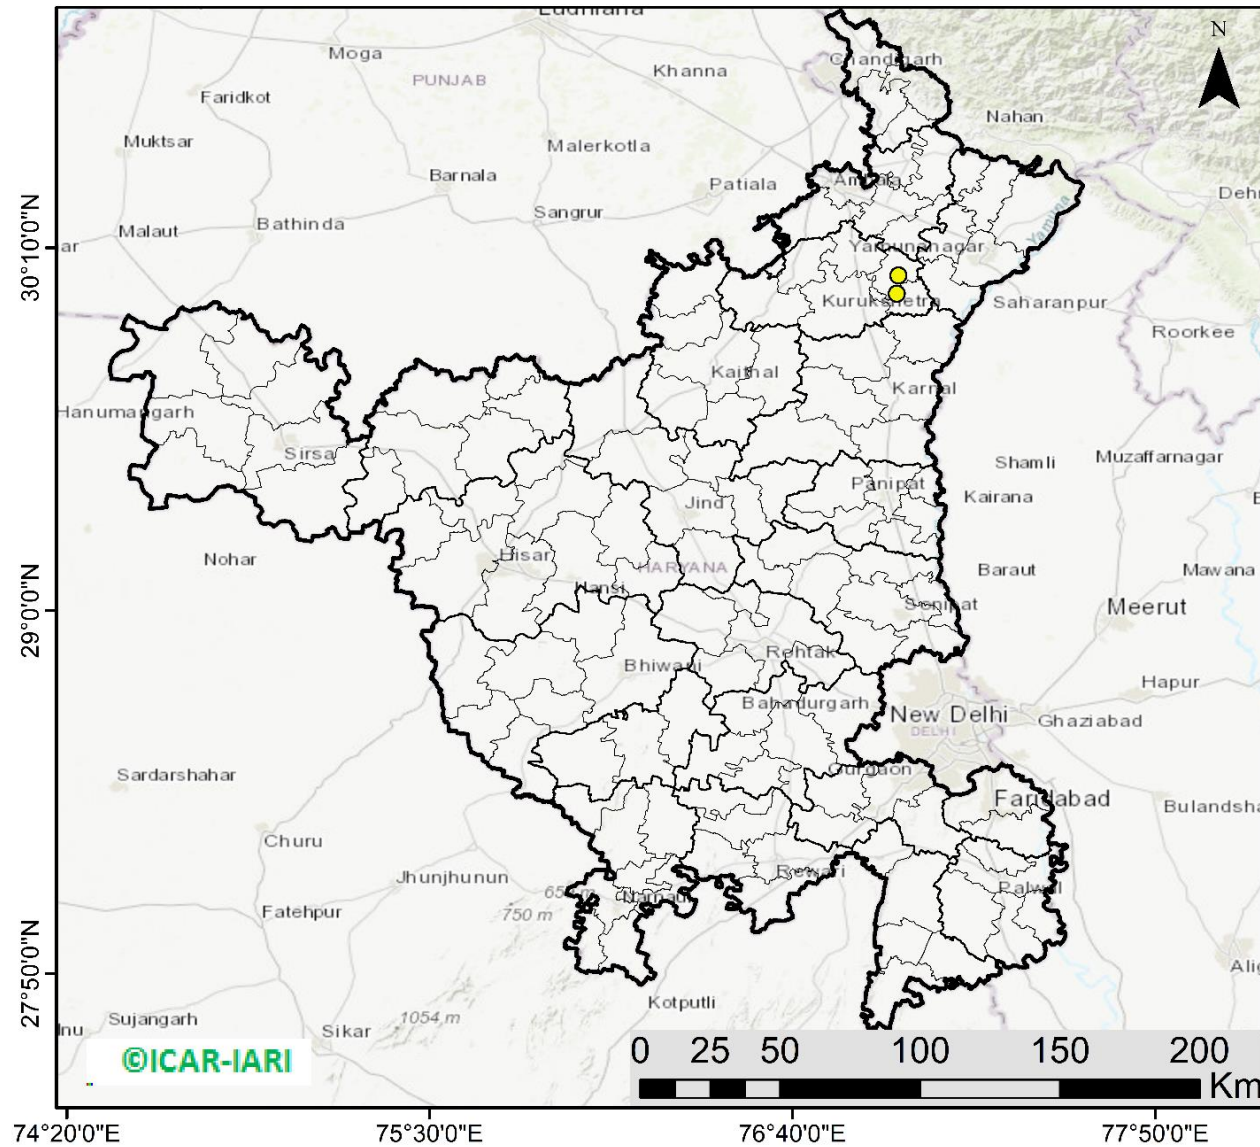 Ludhiana
Moga
PUNJAB
Khanna
Chandigarh
N
Faridkot
Nahan
Muktsar
Malerkotla
Barnala
Patiala
Ambala
Sangrur
Bathinda
Malaut
Yamuna
30°10'0"N
Yamunanagar
Kurukshetra
Saharanpur
Roorkee
Kaithal
Karnal
Hanumangarh
Sirsa
Shamli
Muzaffarnagar
Panipat
Kairana
Jind
Nohar
Hisar
HARYANA
Baraut
Mawana
Hansi
29°0'0"N
Sonipat
Meerut
Rohtak
Bhiwani
Hapur
Bahadurgarh
New Delhi
DELHI
Ghaziabad
Gurgaon
Sardarshahar
Faridabad
Churu
Jhunjhunun
Rewari
Palwal
Narnaul
750 m
Fatehpur
27°50'0"N
Kotputli
Sujangarh
1054 m
Sikar
©ICAR-IARI
0 25 50 100 150 200
Km
74°20'0"E 75°30'0"E 76°40'0"E 77°50'0"E